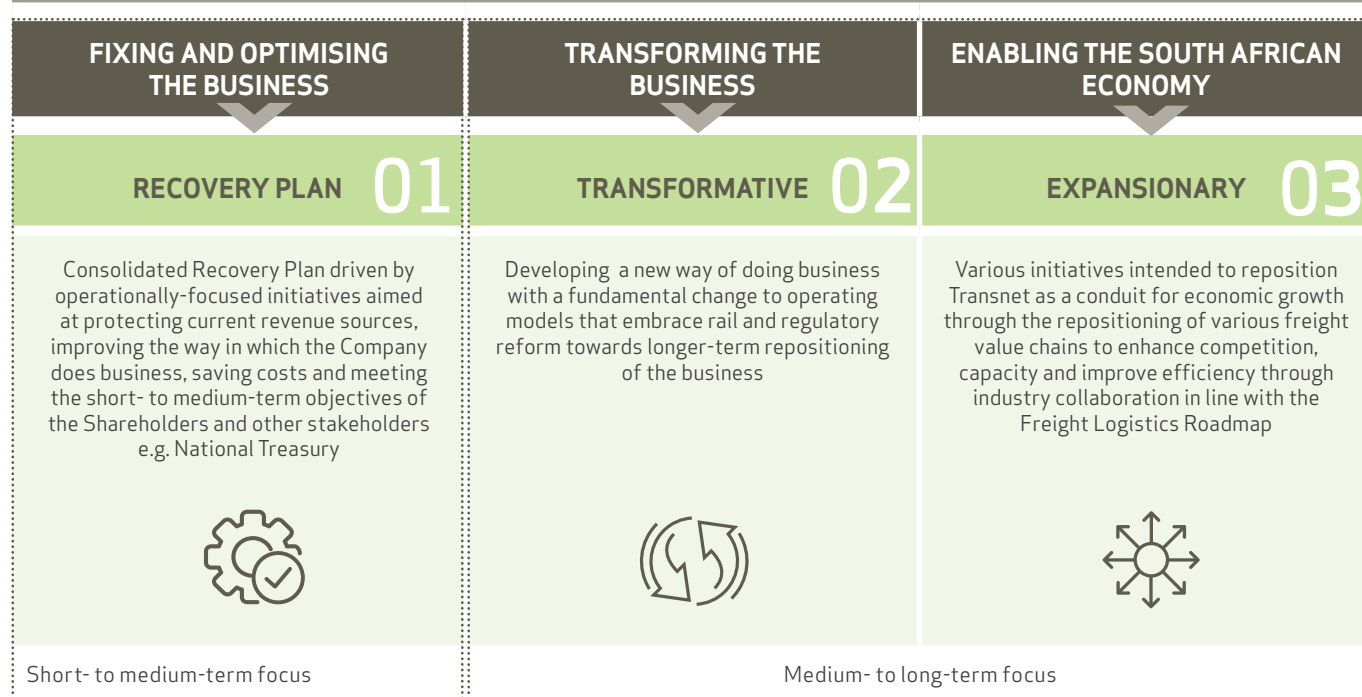 FIXING AND OPTIMISING
THE BUSINESS
RECOVERY PLAN 01
Consolidated Recovery Plan driven by
operationally-focused initiatives aimed
at protecting current revenue sources,
improving the way in which the Company
does business, saving costs and meeting
the short- to medium-term objectives of
the Shareholders and other stakeholders
e.g. National Treasury
Short- to medium-term focus
TRANSFORMING THE
BUSINESS
TRANSFORMATIVE 02
Developing a new way of doing business
with a fundamental change to operating
models that embrace rail and regulatory
reform towards longer-term repositioning
of the business
ENABLING THE SOUTH AFRICAN
ECONOMY
EXPANSIONARY 03
Various initiatives intended to reposition
Transnet as a conduit for economic growth
through the repositioning of various freight
value chains to enhance competition,
capacity and improve efficiency through
industry collaboration in line with the
Freight Logistics Roadmap
Medium- to long-term focus